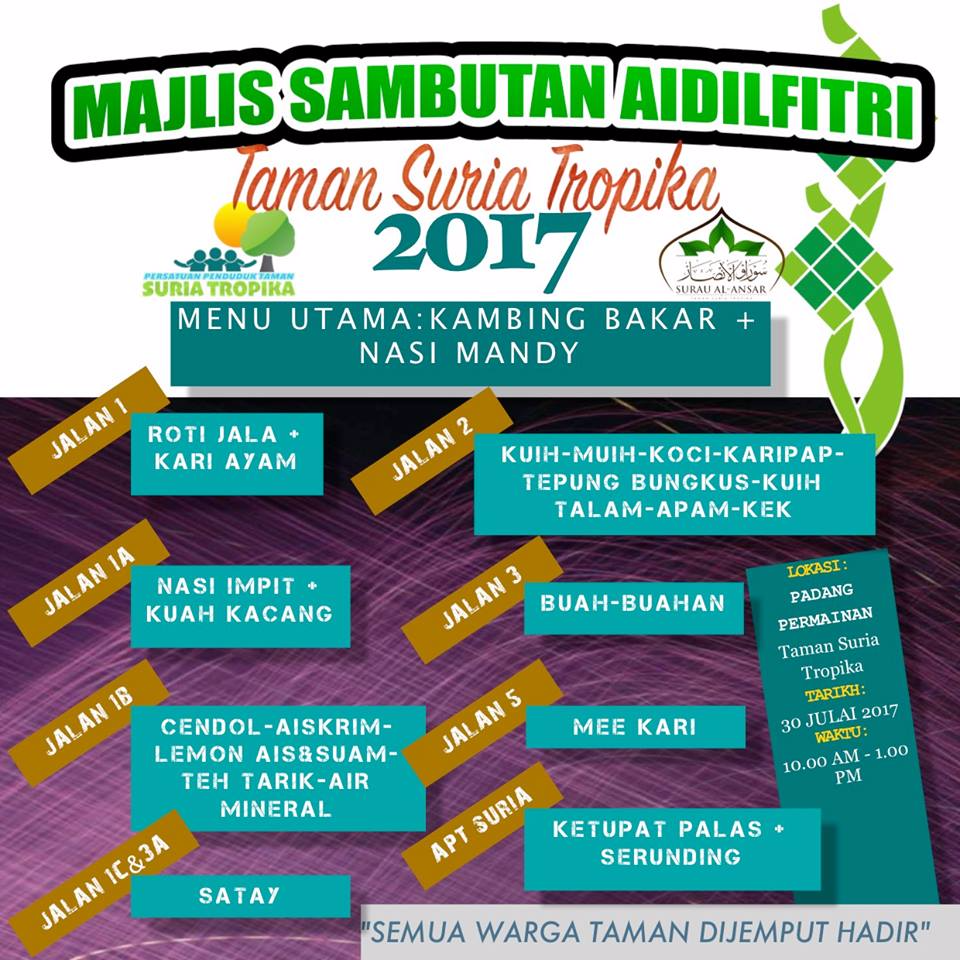 MAJLIS SAMBUTAN AIDILFITRI
Taman Suria Tropika
2017
PERSATUAN PENDUDUK TAMAN
SURIA TROPIKA
سوراو الأنصار
SURAU AL-ANSAR
TAMAN SURIA TROPIKA
MENU UTAMA:KAMBING BAKAR +
NASI MANDY
JALAN 1
ROTI JALA +
KARI AYAM
JALAN 2
KUIH-MUIH-KOCI-KARIPAP-
TEPUNG BUNGKUS-KUIH
TALAM-APAM-KEK
JALAN 1A
NASI IMPIT +
KUAH KACANG
JALAN 3
BUAH-BUAHAN
JALAN 1B
CENDOL-AISKRIM-
LEMON AIS&SUAM-
TEH TARIK-AIR
MINERAL
JALAN 5
MEE KARI
JALAN 1C&3A
SATAY
APT SURIA
KETUPAT PALAS +
SERUNDING
LOKASI:
PADANG
PERMAINAN
Taman Suria
Tropika
TARIKH:
30 JULAI 2017
WAKTU:
10.00 AM - 1.00
PM
"SEMUA WARGA TAMAN DIJEMPUT HADIR"